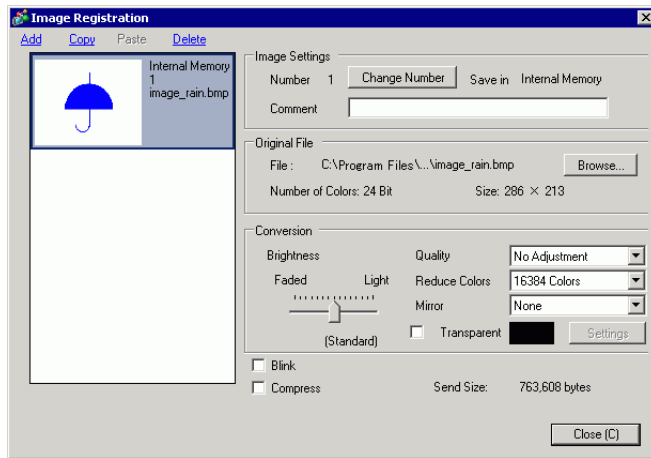 Image Registration
Add Copy Paste Delete
Internal Memory
1
image_rain.bmp
Image Settings
Number 1 Change Number Save in Internal Memory
Comment
Original File
File : C:\Program Files\...\image_rain.bmp Browse...
Number of Colors: 24 Bit Size: 286 × 213
Conversion
Brightness Quality No Adjustment
Faded Light Reduce Colors 16384 Colors
Mirror None
(Standard) Transparent Settings
Blink
Compress Send Size: 763,608 bytes
Close (C)